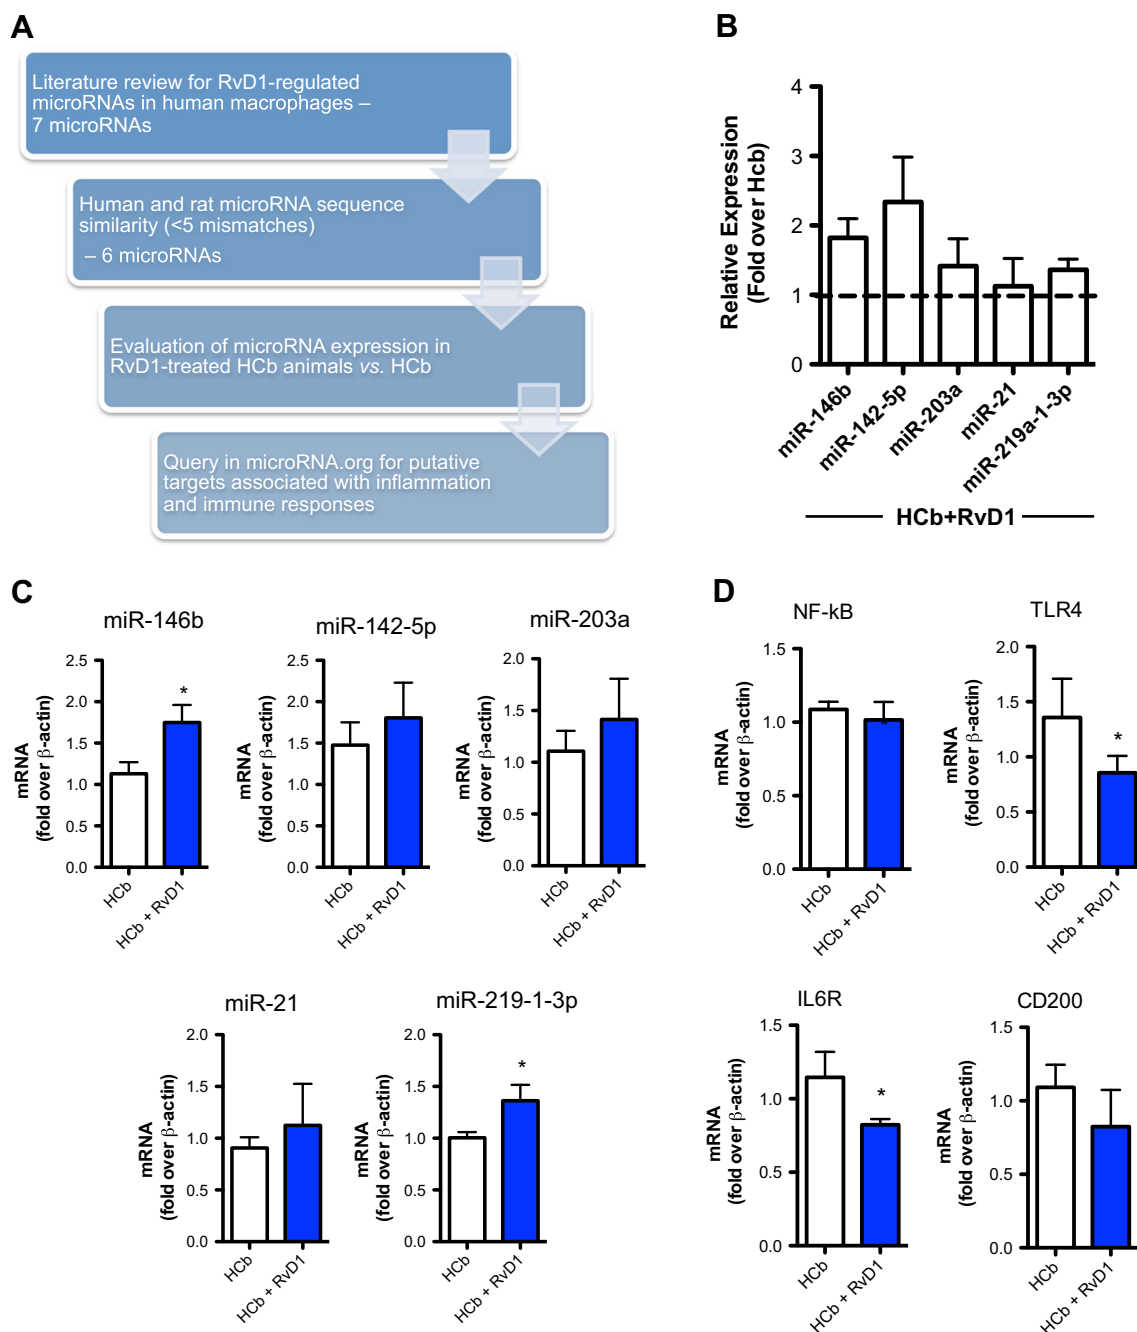 A
Literature review for RvD1-regulated
microRNAs in human macrophages –
7 microRNAs
Human and rat microRNA sequence
similarity (<5 mismatches)
– 6 microRNAs
Evaluation of microRNA expression in
RvD1-treated HCb animals vs. HCb
Query in microRNA.org for putative
targets associated with inflammation
and immune responses
B
Relative Expression
(Fold over Hcb)
4
3
2
1
0
miR-146b
miR-142-5p
miR-203a
miR-21
miR-219a-1-3p
HCb+RvD1
C
miR-146b
mRNA
(fold over β-actin)
2.5
2.0
1.5
1.0
0.5
0.0
HCb
HCb + RvD1
*
miR-142-5p
mRNA
(fold over β-actin)
2.5
2.0
1.5
1.0
0.5
0.0
HCb
HCb + RvD1
miR-203a
mRNA
(fold over β-actin)
2.0
1.5
1.0
0.5
0.0
HCb
HCb + RvD1
miR-21
mRNA
(fold over β-actin)
2.0
1.5
1.0
0.5
0.0
HCb
HCb + RvD1
miR-219-1-3p
mRNA
(fold over β-actin)
2.0
1.5
1.0
0.5
0.0
HCb
HCb + RvD1
*
D
NF-kB
mRNA
(fold over β-actin)
1.5
1.0
0.5
0.0
HCb
HCb + RvD1
TLR4
mRNA
(fold over β-actin)
2.0
1.5
1.0
0.5
0.0
HCb
HCb + RvD1
*
IL6R
mRNA
(fold over β-actin)
1.5
1.0
0.5
0.0
HCb
HCb + RvD1
*
CD200
mRNA
(fold over β-actin)
1.5
1.0
0.5
0.0
HCb
HCb + RvD1